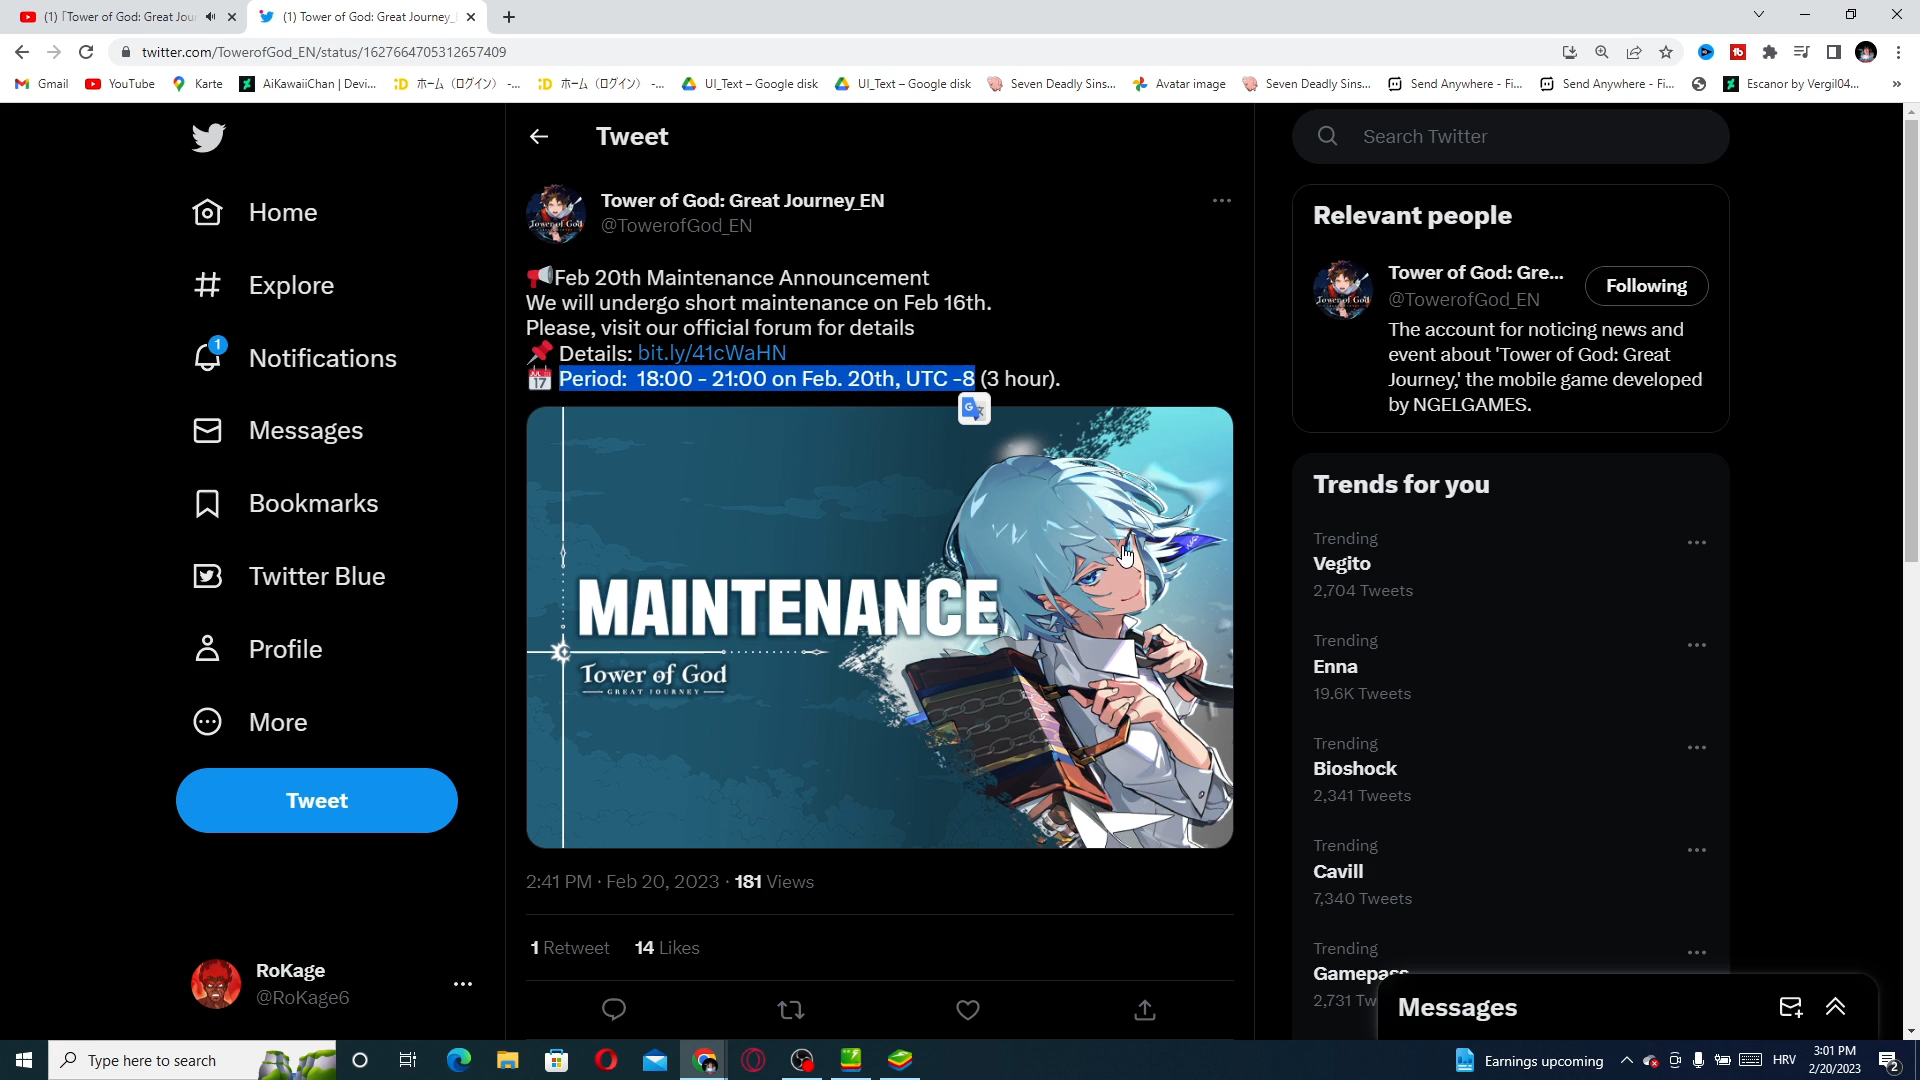 (1) 「Tower of God: Great Jou
(1) Tower of God: Great Journey_
twitter.com/TowerofGod_EN/status/1627664705312657409
Gmail
YouTube
Karte
AiKawaiiChan | Devi...
ホーム（ログイン） -...
ホーム（ログイン） -...
UI_Text – Google disk
UI_Text – Google disk
Seven Deadly Sins...
Avatar image
Seven Deadly Sins...
Send Anywhere - Fi...
Send Anywhere - Fi...
Escanor by Vergil04...
»
Home
Explore
1
Notifications
Messages
Bookmarks
Twitter Blue
Profile
More
Tweet
RoKage
@RoKage6
Tweet
Tower of God: Great Journey_EN
@TowerofGod_EN
📢Feb 20th Maintenance Announcement
We will undergo short maintenance on Feb 16th.
Please, visit our official forum for details
📌 Details: bit.ly/41cWaHN
📅 Period: 18:00 - 21:00 on Feb. 20th, UTC -8 (3 hour).
MAINTENANCE
Tower of God
GREAT JOURNEY
2:41 PM · Feb 20, 2023 · 181 Views
1 Retweet 14 Likes
Search Twitter
Relevant people
Tower of God: Gre...
@TowerofGod_EN
Following
The account for noticing news and
event about 'Tower of God: Great
Journey,' the mobile game developed
by NGELGAMES.
Trends for you
Trending
Vegito
2,704 Tweets
Trending
Enna
19.6K Tweets
Trending
Bioshock
2,341 Tweets
Trending
Cavill
7,340 Tweets
Trending
Gamepass
2,731 Tw
Messages
Type here to search
Earnings upcoming
HRV
3:01 PM
2/20/2023
2